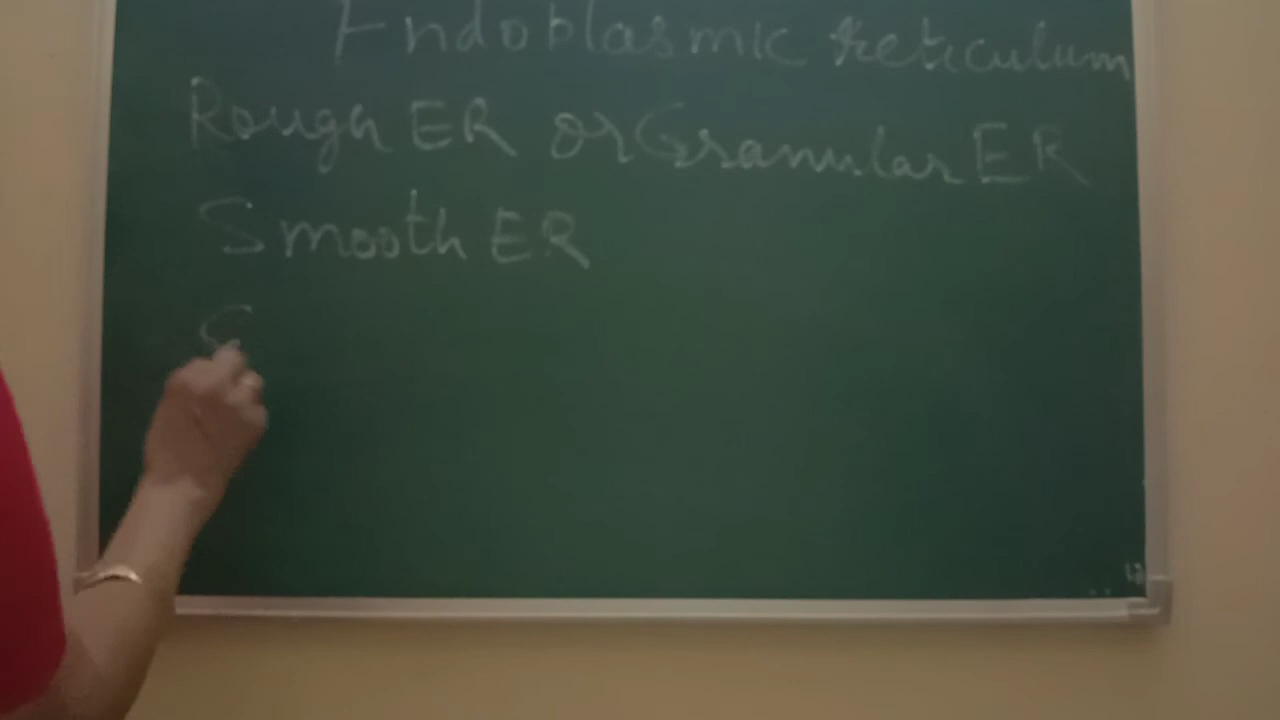 Endoplasmic reticulum
Rough ER or Granular ER
Smooth ER
S